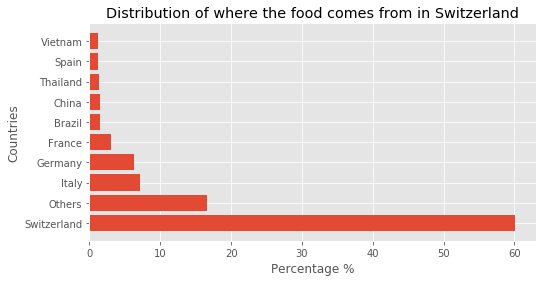 Distribution of where the food comes from in Switzerland
Countries
Vietnam
Spain
Thailand
China
Brazil
France
Germany
Italy
Others
Switzerland
0 10 20 30 40 50 60
Percentage %